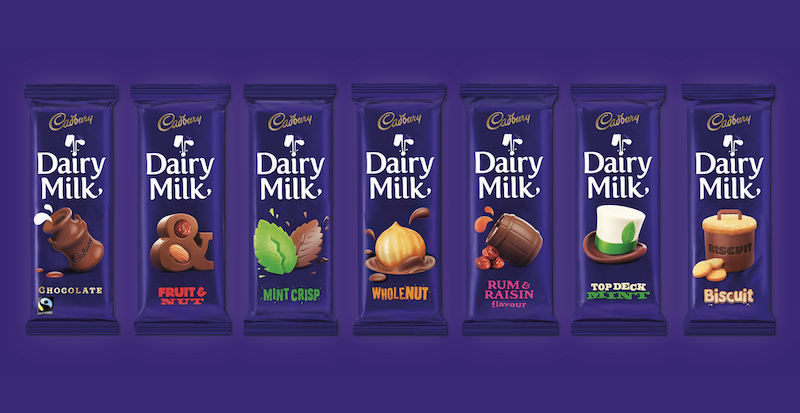 Cadbury
Dairy
Milk
Cadbury
CHOCOLATE
Cadbury
Dairy
Milk
FRUIT &
NUT
Cadbury
Dairy
Milk
MINT CRISP
Cadbury
Dairy
Milk
WHOLENUT
Cadbury
Dairy
Milk
RUM &
RAISIN
flavour
Cadbury
Dairy
Milk
TOP DECK
MINT
Cadbury
Dairy
Milk
BISCUIT
Biscuit